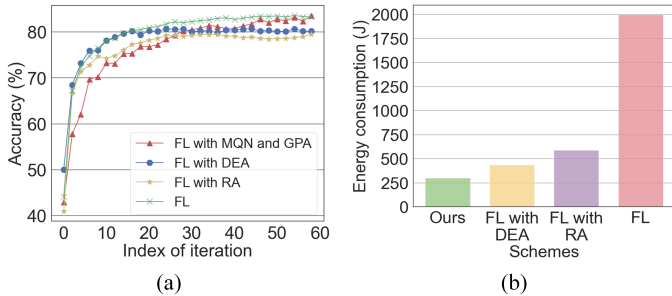 Accuracy (%)
80
70
60
50
40
FL with MQN and GPA
FL with DEA
FL with RA
FL
0 10 20 30 40 50 60
Index of iteration
(a)
Energy consumption (J)
2000
1750
1500
1250
1000
750
500
250
0
Ours FL with DEA FL with RA FL
Schemes
(b)